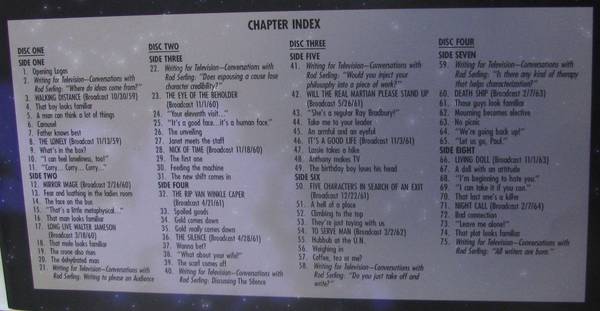 CHAPTER INDEX
DISC ONE
SIDE ONE
1. Opening Logos
2. Writing for Television—Conversations with
Rod Serling: "Where do ideas come from?"
3. WALKING DISTANCE (Broadcast 10/30/59)
4. That boy looks familiar
5. A man can think a lot of things
6. Carousel
7. Father knows best
8. THE LONELY (Broadcast 11/13/59)
9. What's in the box?
10. "I can feel loneliness, too!"
11. "Corry... Corry... Corry..."
SIDE TWO
12. MIRROR IMAGE (Broadcast 2/26/60)
13. Fear and loathing in the ladies room
14. The face on the bus
15. "That's a little metaphysical..."
16. That man looks familiar
17. LONG LIVE WALTER JAMESON
(Broadcast 3/18/60)
18. That mole looks familiar
19. The crone also rises
20. The dehydrated man
21. Writing for Television—Conversations with
Rod Serling: Writing to please an Audience
DISC TWO
SIDE THREE
22. Writing for Television—Conversations with
Rod Serling: "Does espousing a cause lose
character credibility?"
23. THE EYE OF THE BEHOLDER
(Broadcast 11/1/60)
24. "Your eleventh visit..."
25. "It's a good face...it's a human face."
26. The unveiling
27. Janet meets the staff
28. NICK OF TIME (Broadcast 11/18/60)
29. The first one
30. Feeding the machine
31. The new shift comes in
SIDE FOUR
32. THE RIP VAN WINKLE CAPER
(Broadcast 4/21/61)
33. Spoiled goods
34. Gold comes down
35. Gold really comes down
36. THE SILENCE (Broadcast 4/28/61)
37. Wanna bet?
38. "What about your wife?"
39. The scarf comes off
40. Writing for Television—Conversations with
Rod Serling: Discussing The Silence
DISC THREE
SIDE FIVE
41. Writing for Television—Conversations with
Rod Serling: "Would you inject your
philosophy into a piece of work?"
42. WILL THE REAL MARTIAN PLEASE STAND UP
(Broadcast 5/26/61)
43. "She's a regular Ray Bradbury!"
44. Take me to your leader
45. An armful and an eyeful
46. IT'S A GOOD LIFE (Broadcast 11/3/61)
47. Lassie takes a hike
48. Anthony makes TV
49. The birthday boy loses his head
SIDE SIX
50. FIVE CHARACTERS IN SEARCH OF AN EXIT
(Broadcast 12/22/61)
51. A hell of a place
52. Climbing to the top
53. They're just toying with us
54. TO SERVE MAN (Broadcast 3/2/62)
55. Hubbub at the U.N.
56. Weighing in
57. Coffee, tea or me?
58. Writing for Television—Conversations with
Rod Serling: "Do you just take off and
write?"
DISC FOUR
SIDE SEVEN
59. Writing for Television—Conversations with
Rod Serling: "Is there any kind of therapy
that helps characterization?"
60. DEATH SHIP (Broadcast 2/7/63)
61. Those guys look familiar
62. Mourning becomes elective
63. No picnic
64. "We're going back up!"
65. "Let us go, Paul."
SIDE EIGHT
66. LIVING DOLL (Broadcast 11/1/63)
67. A doll with an attitude
68. "I'm beginning to hate you."
69. "I can take it if you can."
70. That last one's a killer
71. NIGHT CALL (Broadcast 2/7/64)
72. Bad connection
73. "Leave me alone!"
74. That plot looks familiar
75. Writing for Television—Conversations with
Rod Serling: "All writers are born."